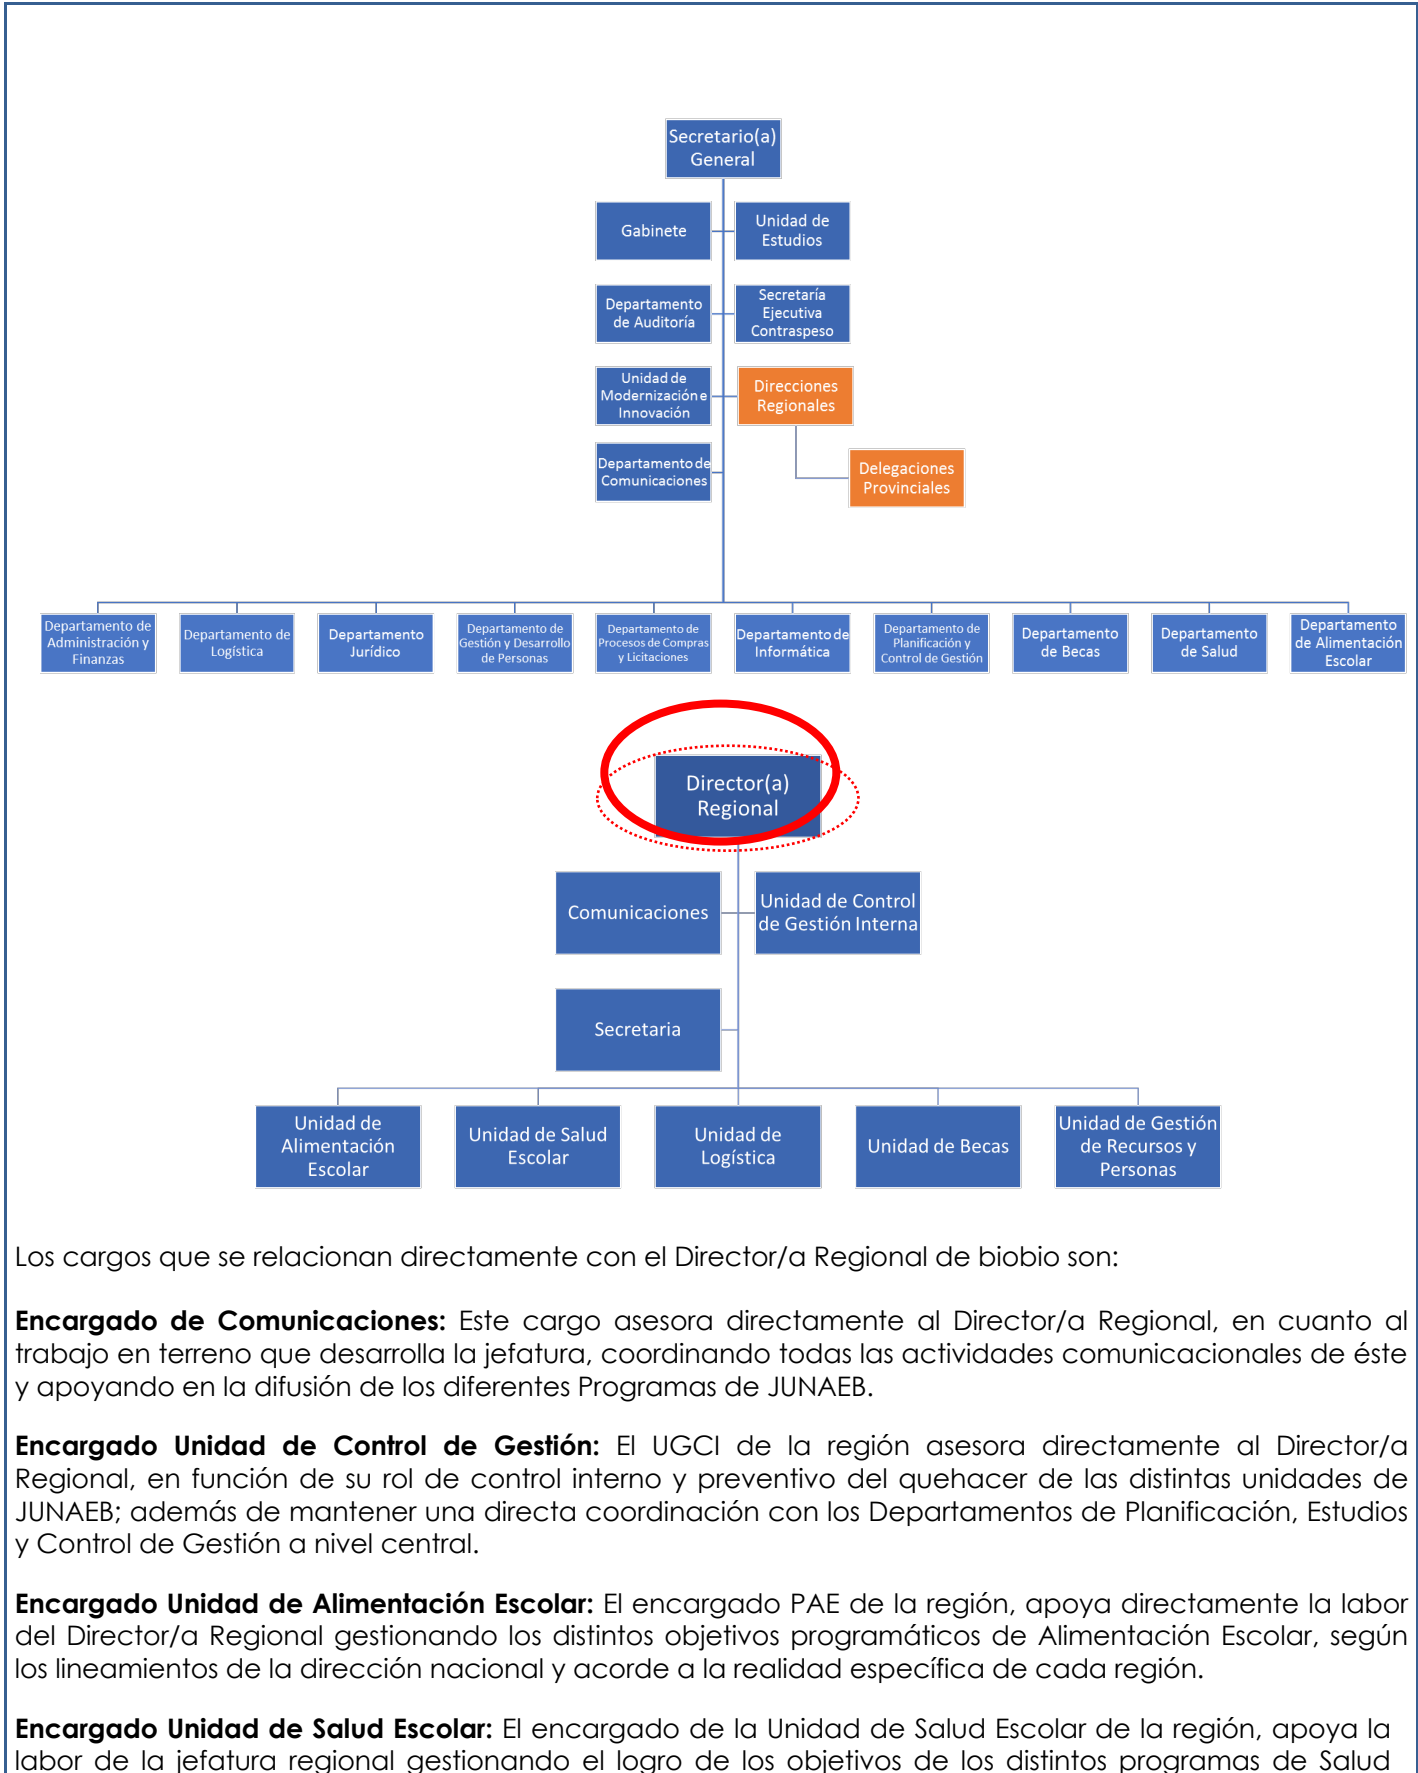 Secretario(a)
General
Gabinete
Unidad de
Estudios
Departamento
de Auditoría
Secretaría
Ejecutiva
Contraspeso
Unidad de
Modernización e
Innovación
Direcciones
Regionales
Departamento de
Comunicaciones
Delegaciones
Provinciales
Departamento de
Administración y
Finanzas
Departamento de
Logística
Departamento
Jurídico
Departamento de
Gestión y Desarrollo
de Personas
Departamento de
Procesos de Compras
y Licitaciones
Departamento de
Informática
Departamento de
Planificación y
Control de Gestión
Departamento
de Becas
Departamento
de Salud
Departamento
de Alimentación
Escolar
Director(a)
Regional
Comunicaciones
Unidad de Control
de Gestión Interna
Secretaria
Unidad de
Alimentación
Escolar
Unidad de Salud
Escolar
Unidad de
Logística
Unidad de Becas
Unidad de Gestión
de Recursos y
Personas
Los cargos que se relacionan directamente con el Director/a Regional de biobio son:
Encargado de Comunicaciones: Este cargo asesora directamente al Director/a Regional, en cuanto al
trabajo en terreno que desarrolla la jefatura, coordinando todas las actividades comunicacionales de éste
y apoyando en la difusión de los diferentes Programas de JUNAEB.
Encargado Unidad de Control de Gestión: El UGCI de la región asesora directamente al Director/a
Regional, en función de su rol de control interno y preventivo del quehacer de las distintas unidades de
JUNAEB; además de mantener una directa coordinación con los Departamentos de Planificación, Estudios
y Control de Gestión a nivel central.
Encargado Unidad de Alimentación Escolar: El encargado PAE de la región, apoya directamente la labor
del Director/a Regional gestionando los distintos objetivos programáticos de Alimentación Escolar, según
los lineamientos de la dirección nacional y acorde a la realidad específica de cada región.
Encargado Unidad de Salud Escolar: El encargado de la Unidad de Salud Escolar de la región, apoya la
labor de la jefatura regional gestionando el logro de los objetivos de los distintos programas de Salud